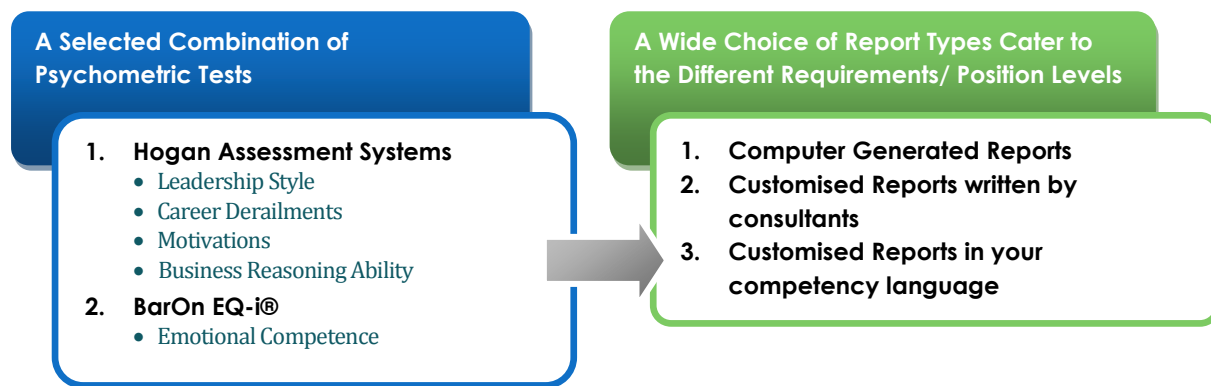 A Selected Combination of
Psychometric Tests
1. Hogan Assessment Systems
• Leadership Style
• Career Derailments
• Motivations
• Business Reasoning Ability
2. BarOn EQ-i®
• Emotional Competence
A Wide Choice of Report Types Cater to
the Different Requirements/ Position Levels
1. Computer Generated Reports
2. Customised Reports written by
consultants
3. Customised Reports in your
competency language